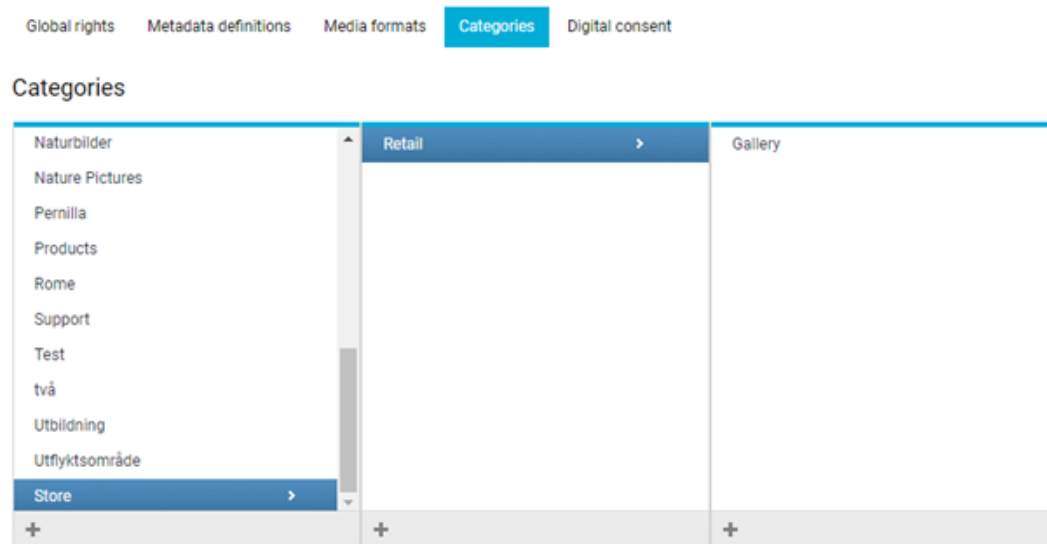 Global rights Metadata definitions Media formats Categories Digital consent
Categories
Naturbilder
Nature Pictures
Pernilla
Products
Rome
Support
Test
två
Utbildning
Utflyktsområde
Store
Retail
Gallery